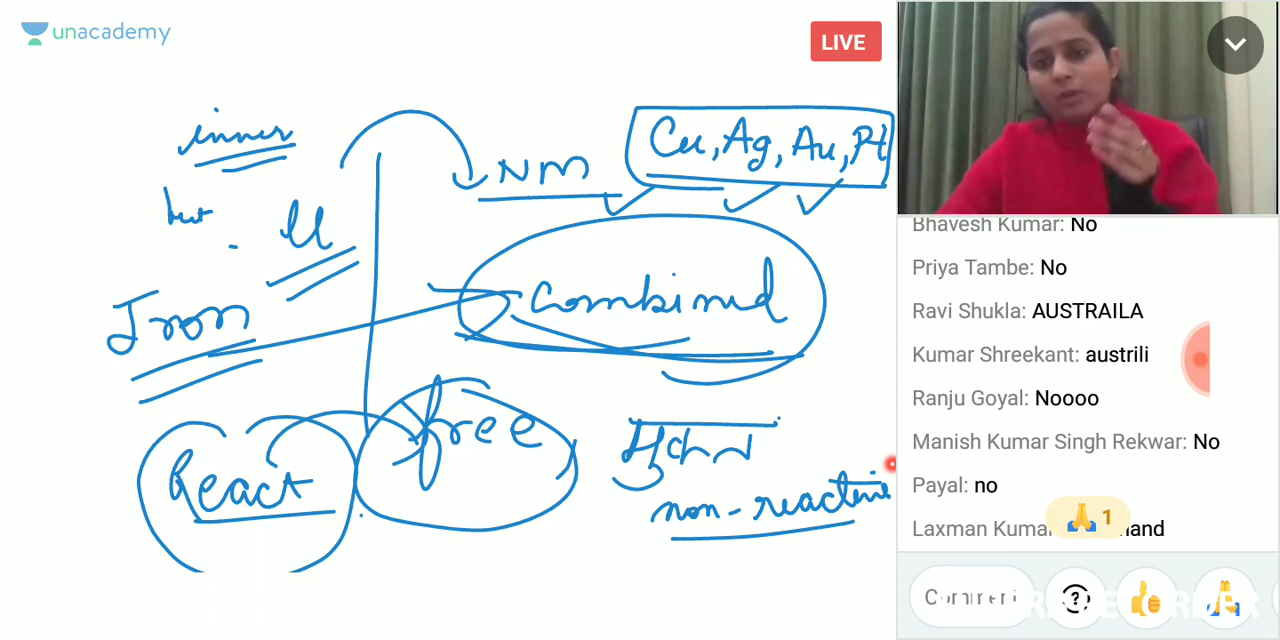 unacademy
LIVE
inner
but
NM
Cu, Ag, Au, Pt
Iron
Combined
React
free
मुक्त
non-reactive
Bhavesh Kumar: No
Priya Tambe: No
Ravi Shukla: AUSTRAILA
Kumar Shreekant: austrili
Ranju Goyal: Noooo
Manish Kumar Singh Rekwar: No
Payal: no
Laxman Kuma
🙏 1
Comment